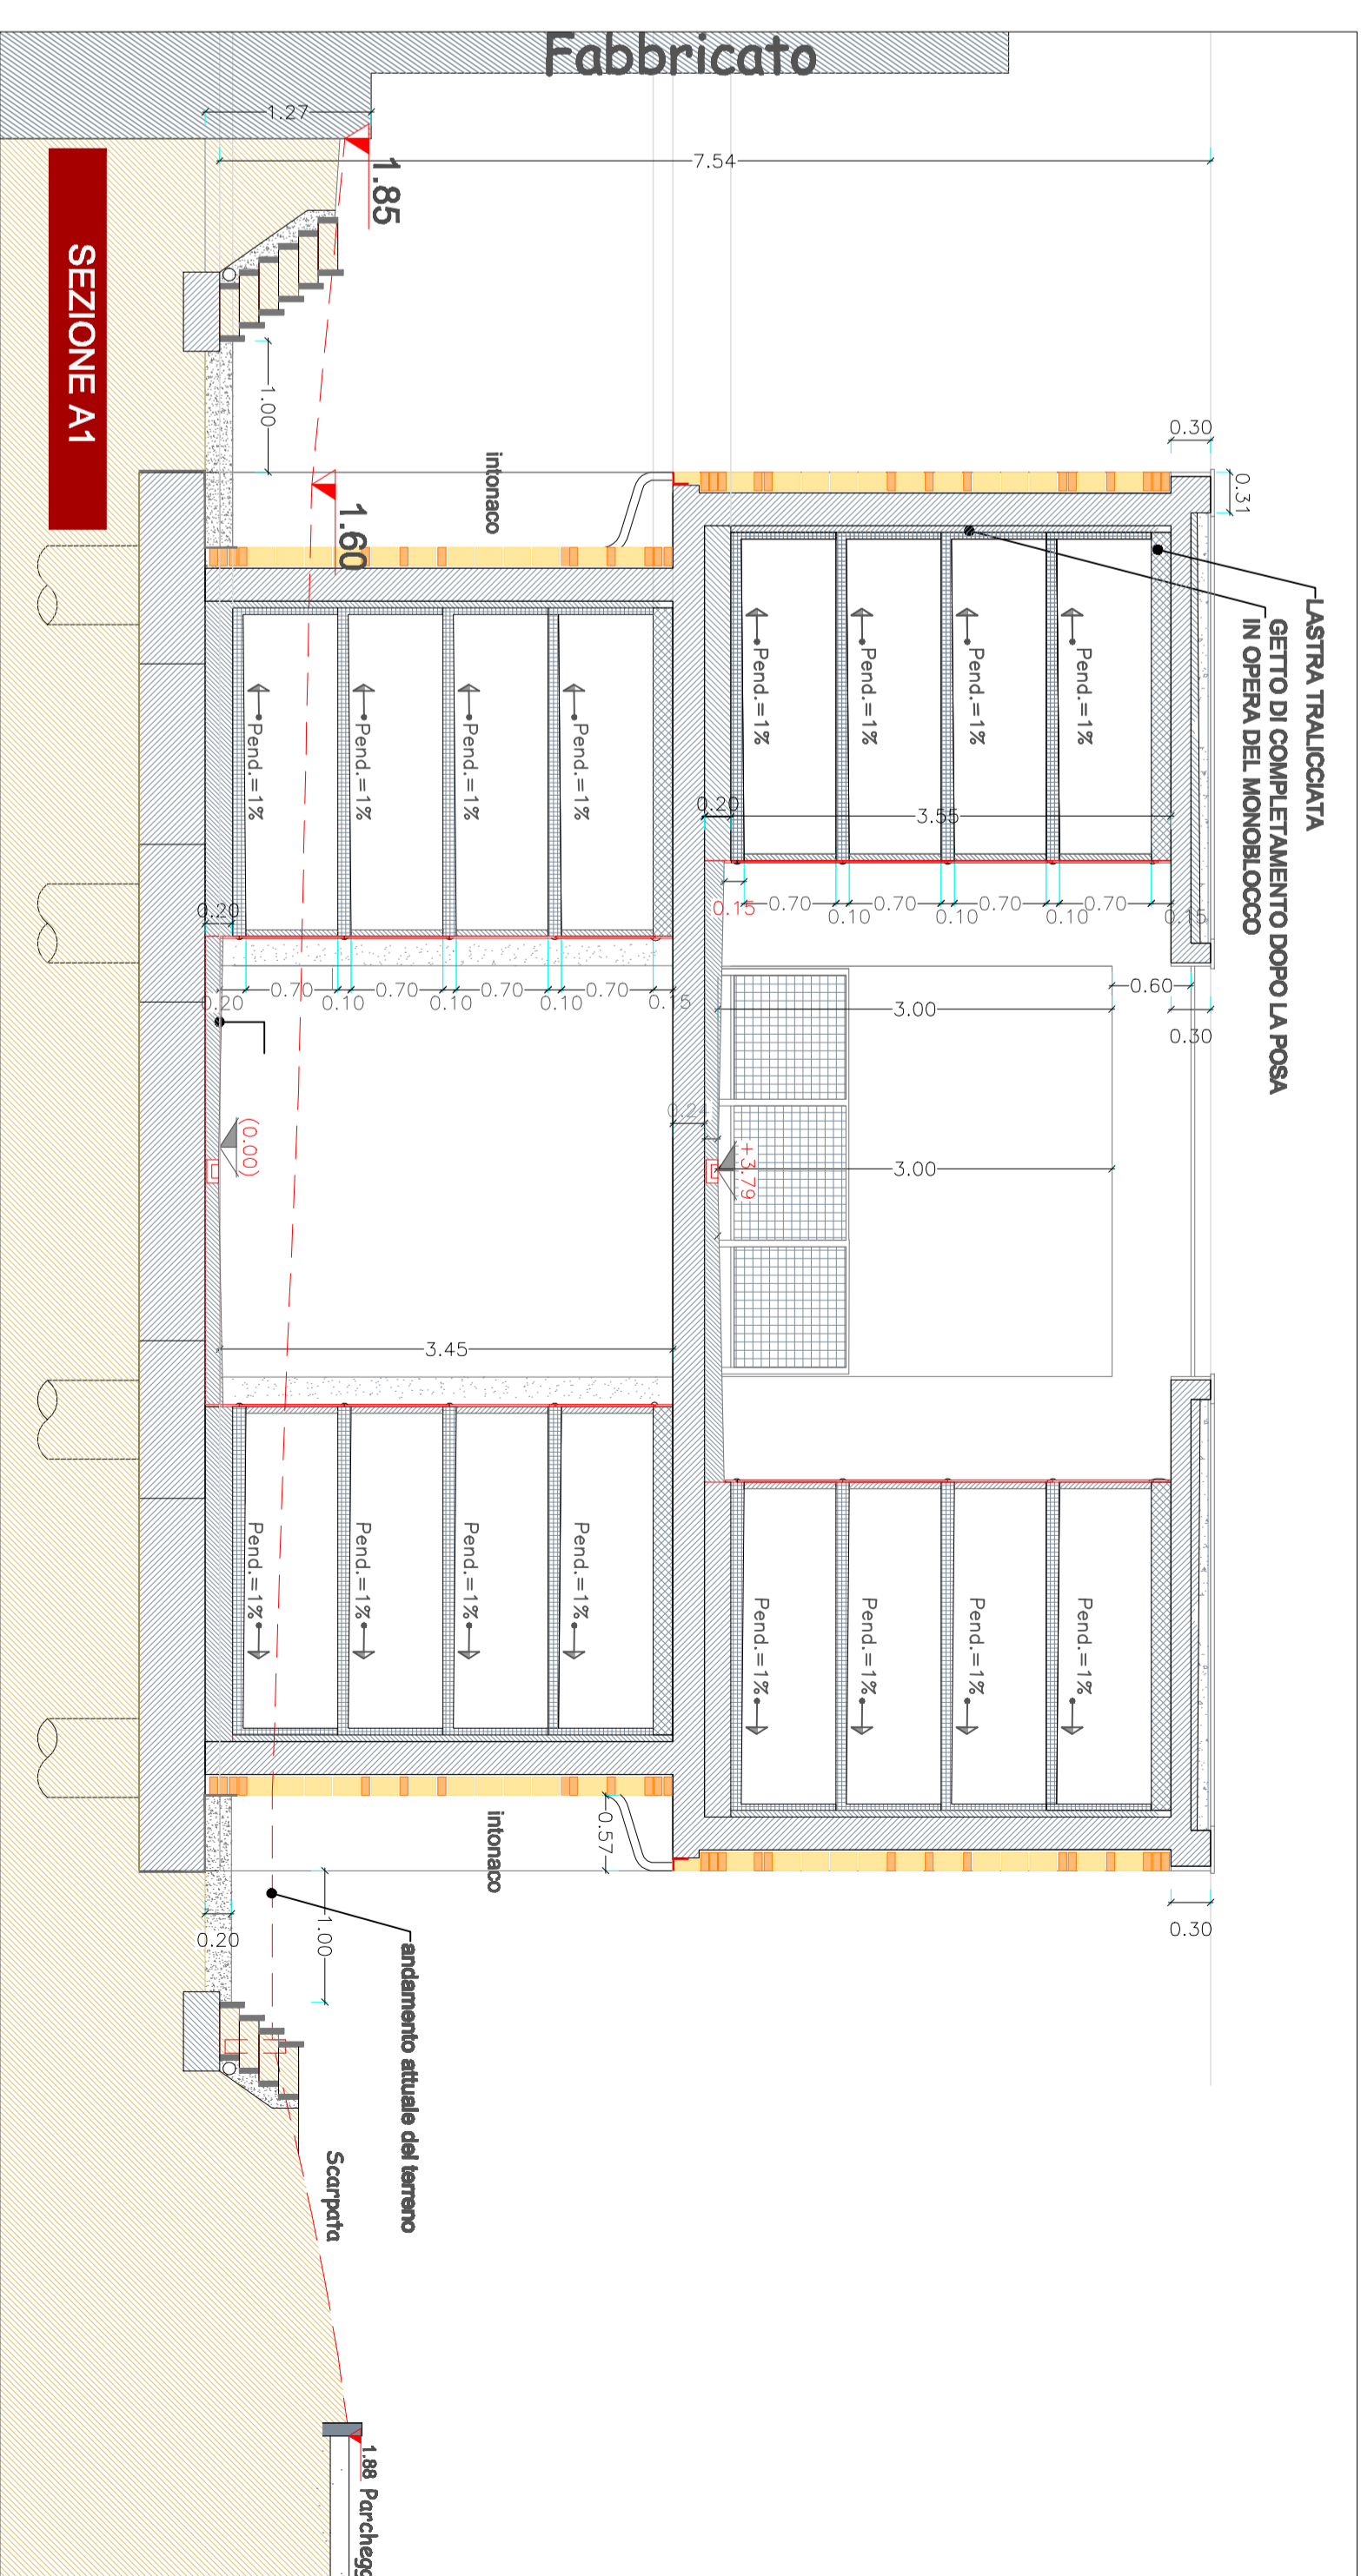 Fabbricato
1.27
7.54
1.85
SEZIONE A1
1.00
intonaco
1.60
0.30
0.31
LASTRA TRALICCIATA
GETTO DI COMPLETAMENTO DOPO LA POSA
IN OPERA DEL MONOBLOCCO
Pend.=1%
Pend.=1%
Pend.=1%
Pend.=1%
Pend.=1%
Pend.=1%
Pend.=1%
Pend.=1%
0.20
3.55
0.15
0.70
0.10
0.70
0.10
0.70
0.10
0.70
0.15
0.20
0.20
0.70
0.10
0.70
0.10
0.70
0.10
0.70
0.15
3.00
0.60
0.30
0.24
(0.00)
+3.79
3.00
3.45
Pend.=1%
Pend.=1%
Pend.=1%
Pend.=1%
Pend.=1%
Pend.=1%
Pend.=1%
Pend.=1%
intonaco
0.57
0.30
0.20
1.00
andamento attuale del terreno
Scarpata
1.88 Parchegg